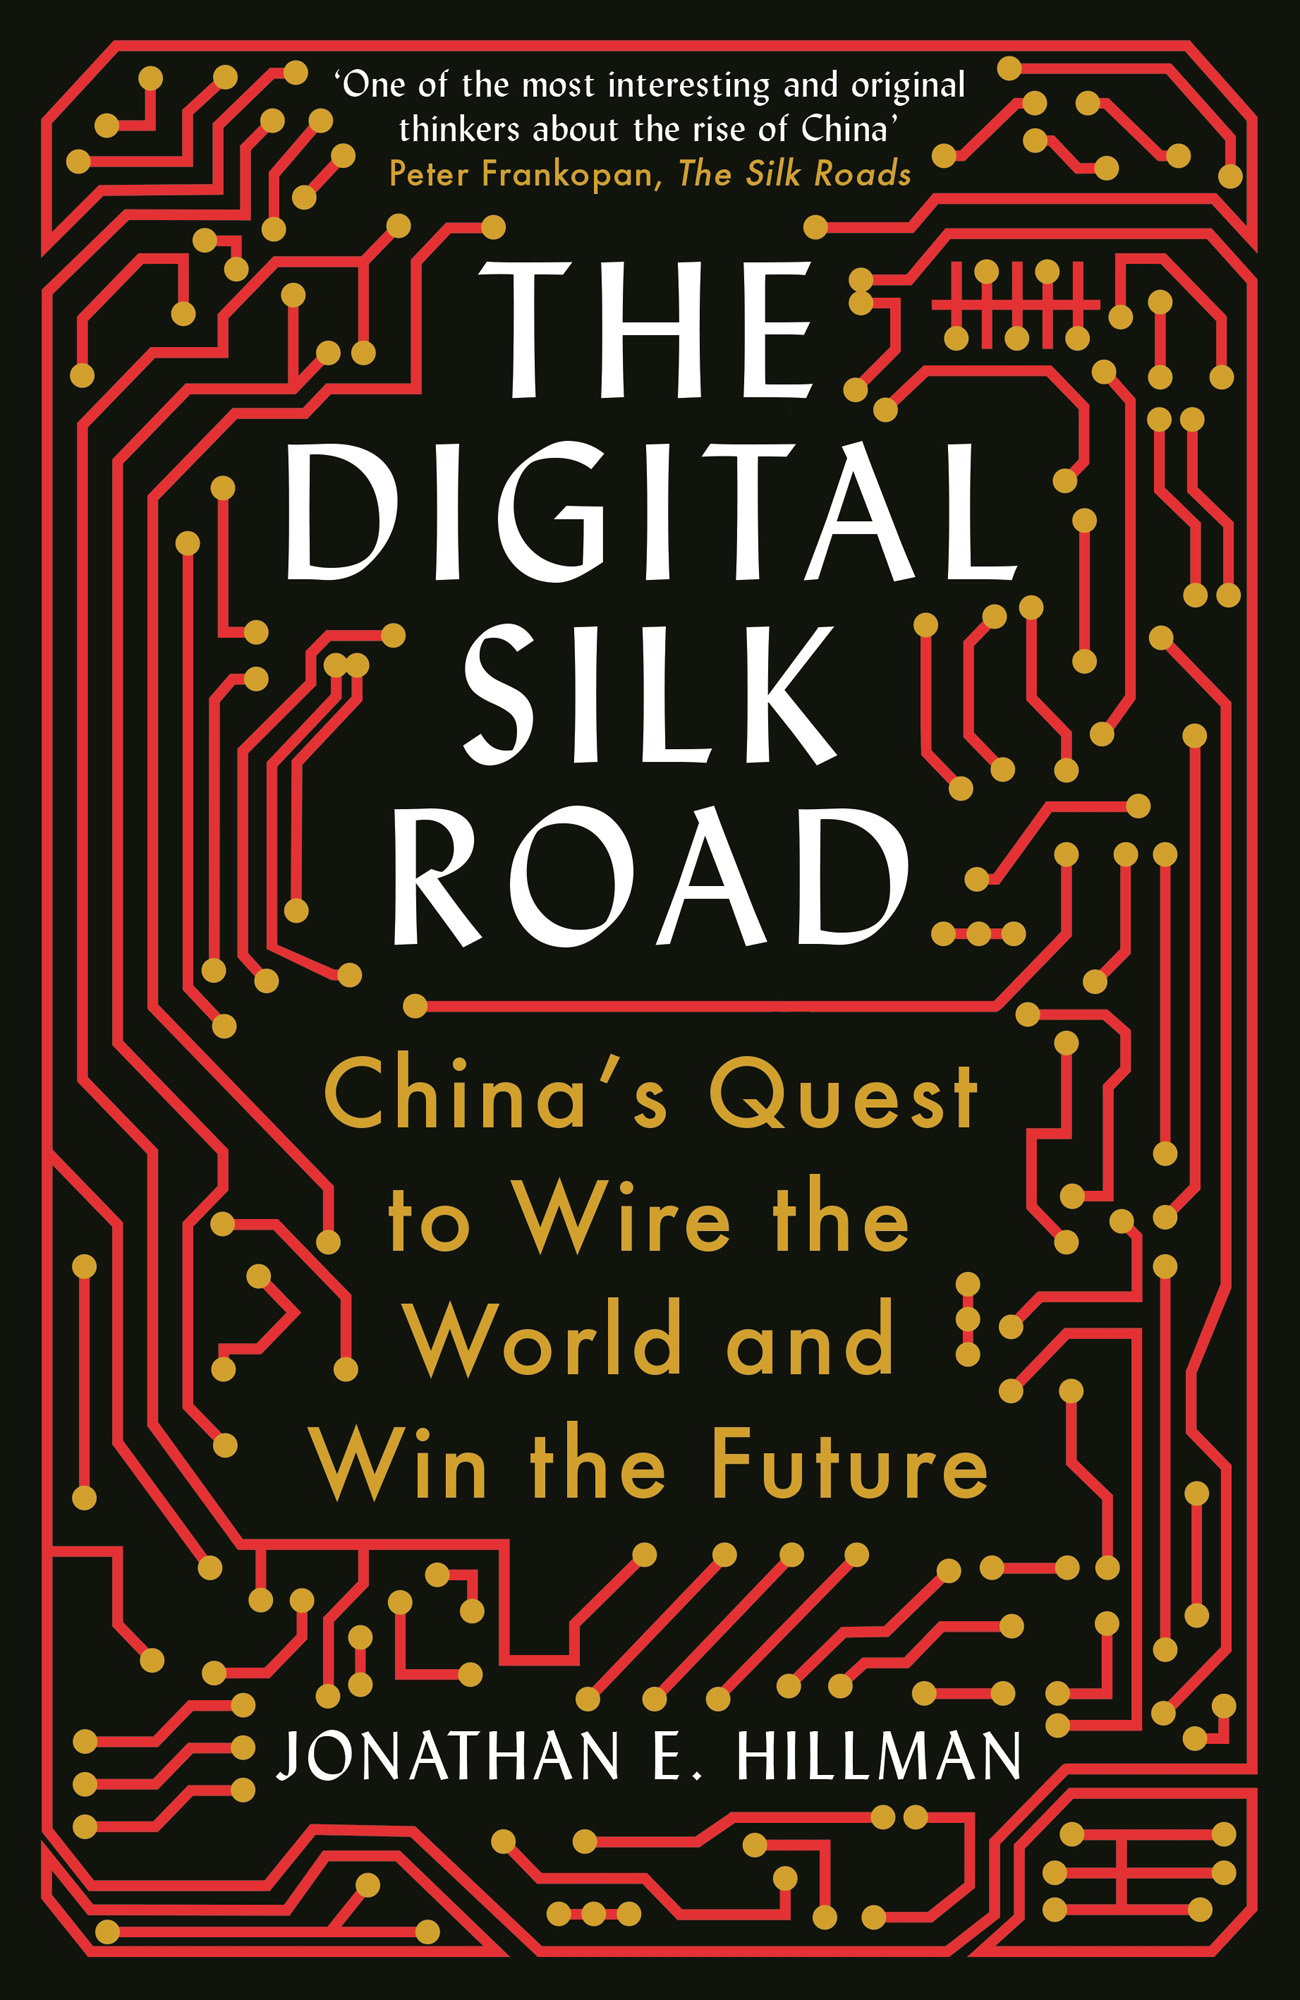 ‘One of the most interesting and original
thinkers about the rise of China’
Peter Frankopan, The Silk Roads
THE
DIGITAL
SILK
ROAD
China’s Quest
to Wire the
World and
Win the Future
JONATHAN E. HILLMAN